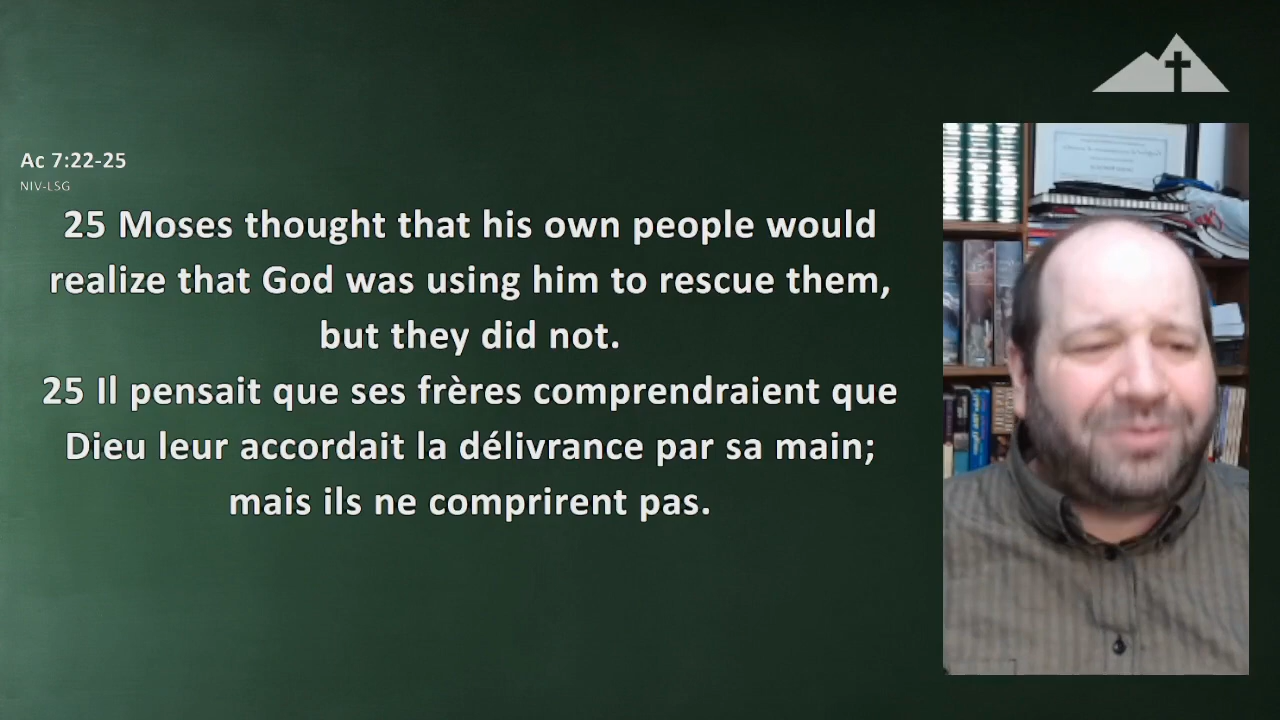 Ac 7:22-25
NIV-LSG
25 Moses thought that his own people would
realize that God was using him to rescue them,
but they did not.
25 Il pensait que ses frères comprendraient que
Dieu leur accordait la délivrance par sa main;
mais ils ne comprirent pas.